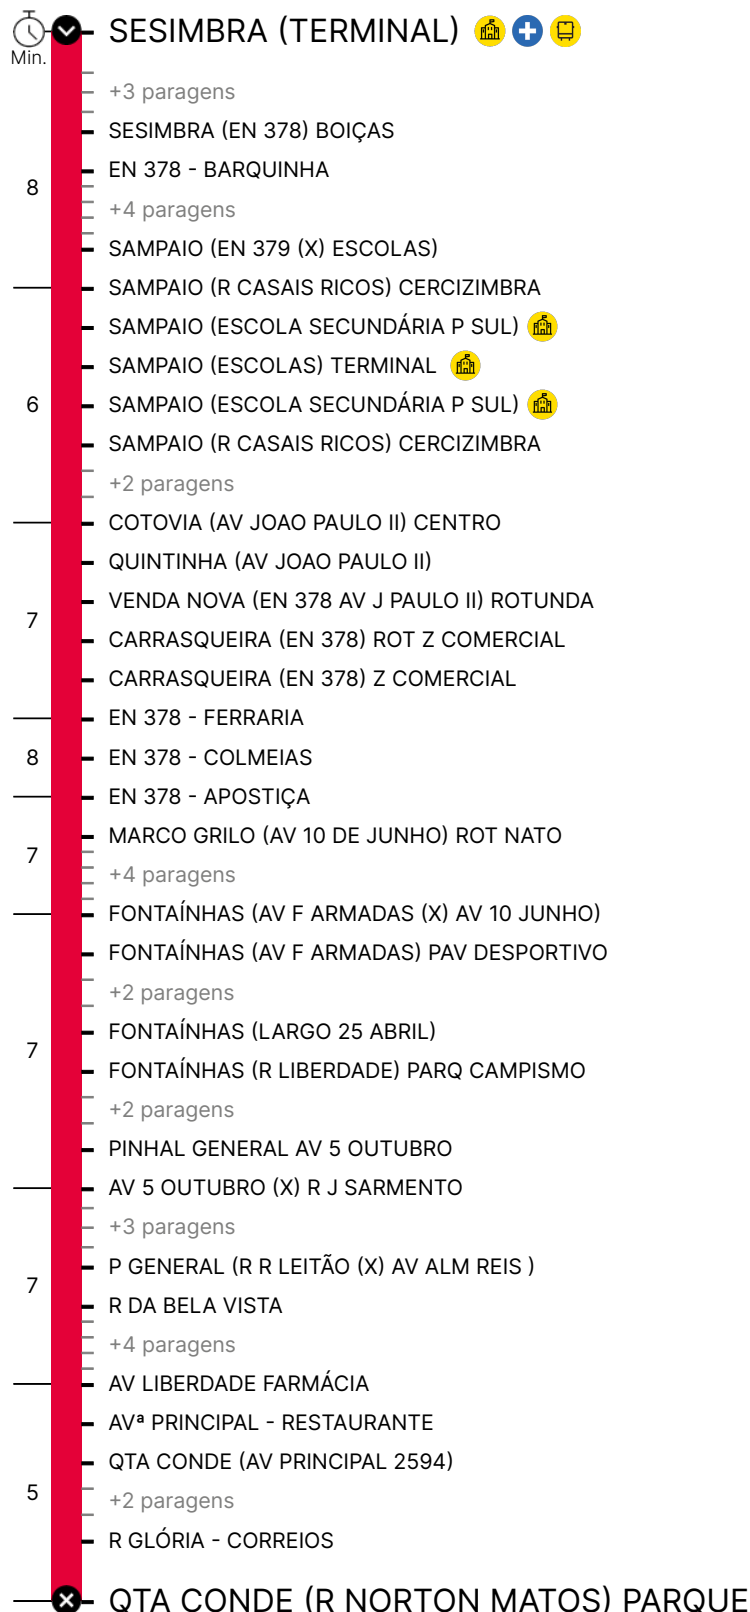 SESIMBRA (TERMINAL)
Min.
+3 paragens
SESIMBRA (EN 378) BOIÇAS
EN 378 - BARQUINHA
8
+4 paragens
SAMPAIO (EN 379 (X) ESCOLAS)
SAMPAIO (R CASAIS RICOS) CERCIZIMBRA
SAMPAIO (ESCOLA SECUNDÁRIA P SUL)
SAMPAIO (ESCOLAS) TERMINAL
6 SAMPAIO (ESCOLA SECUNDÁRIA P SUL)
SAMPAIO (R CASAIS RICOS) CERCIZIMBRA
+2 paragens
COTOVIA (AV JOAO PAULO II) CENTRO
QUINTINHA (AV JOAO PAULO II)
VENDA NOVA (EN 378 AV J PAULO II) ROTUNDA
7
CARRASQUEIRA (EN 378) ROT Z COMERCIAL
CARRASQUEIRA (EN 378) Z COMERCIAL
EN 378 - FERRARIA
8 EN 378 - COLMEIAS
EN 378 - APOSTIÇA
MARCO GRILO (AV 10 DE JUNHO) ROT NATO
7
+4 paragens
FONTAÍNHAS (AV F ARMADAS (X) AV 10 JUNHO)
FONTAÍNHAS (AV F ARMADAS) PAV DESPORTIVO
+2 paragens
FONTAÍNHAS (LARGO 25 ABRIL)
7
FONTAÍNHAS (R LIBERDADE) PARQ CAMPISMO
+2 paragens
PINHAL GENERAL AV 5 OUTUBRO
AV 5 OUTUBRO (X) R J SARMENTO
+3 paragens
P GENERAL (R R LEITÃO (X) AV ALM REIS )
7
R DA BELA VISTA
+4 paragens
AV LIBERDADE FARMÁCIA
AVª PRINCIPAL - RESTAURANTE
QTA CONDE (AV PRINCIPAL 2594)
5
+2 paragens
R GLÓRIA - CORREIOS
QTA CONDE (R NORTON MATOS) PARQUE